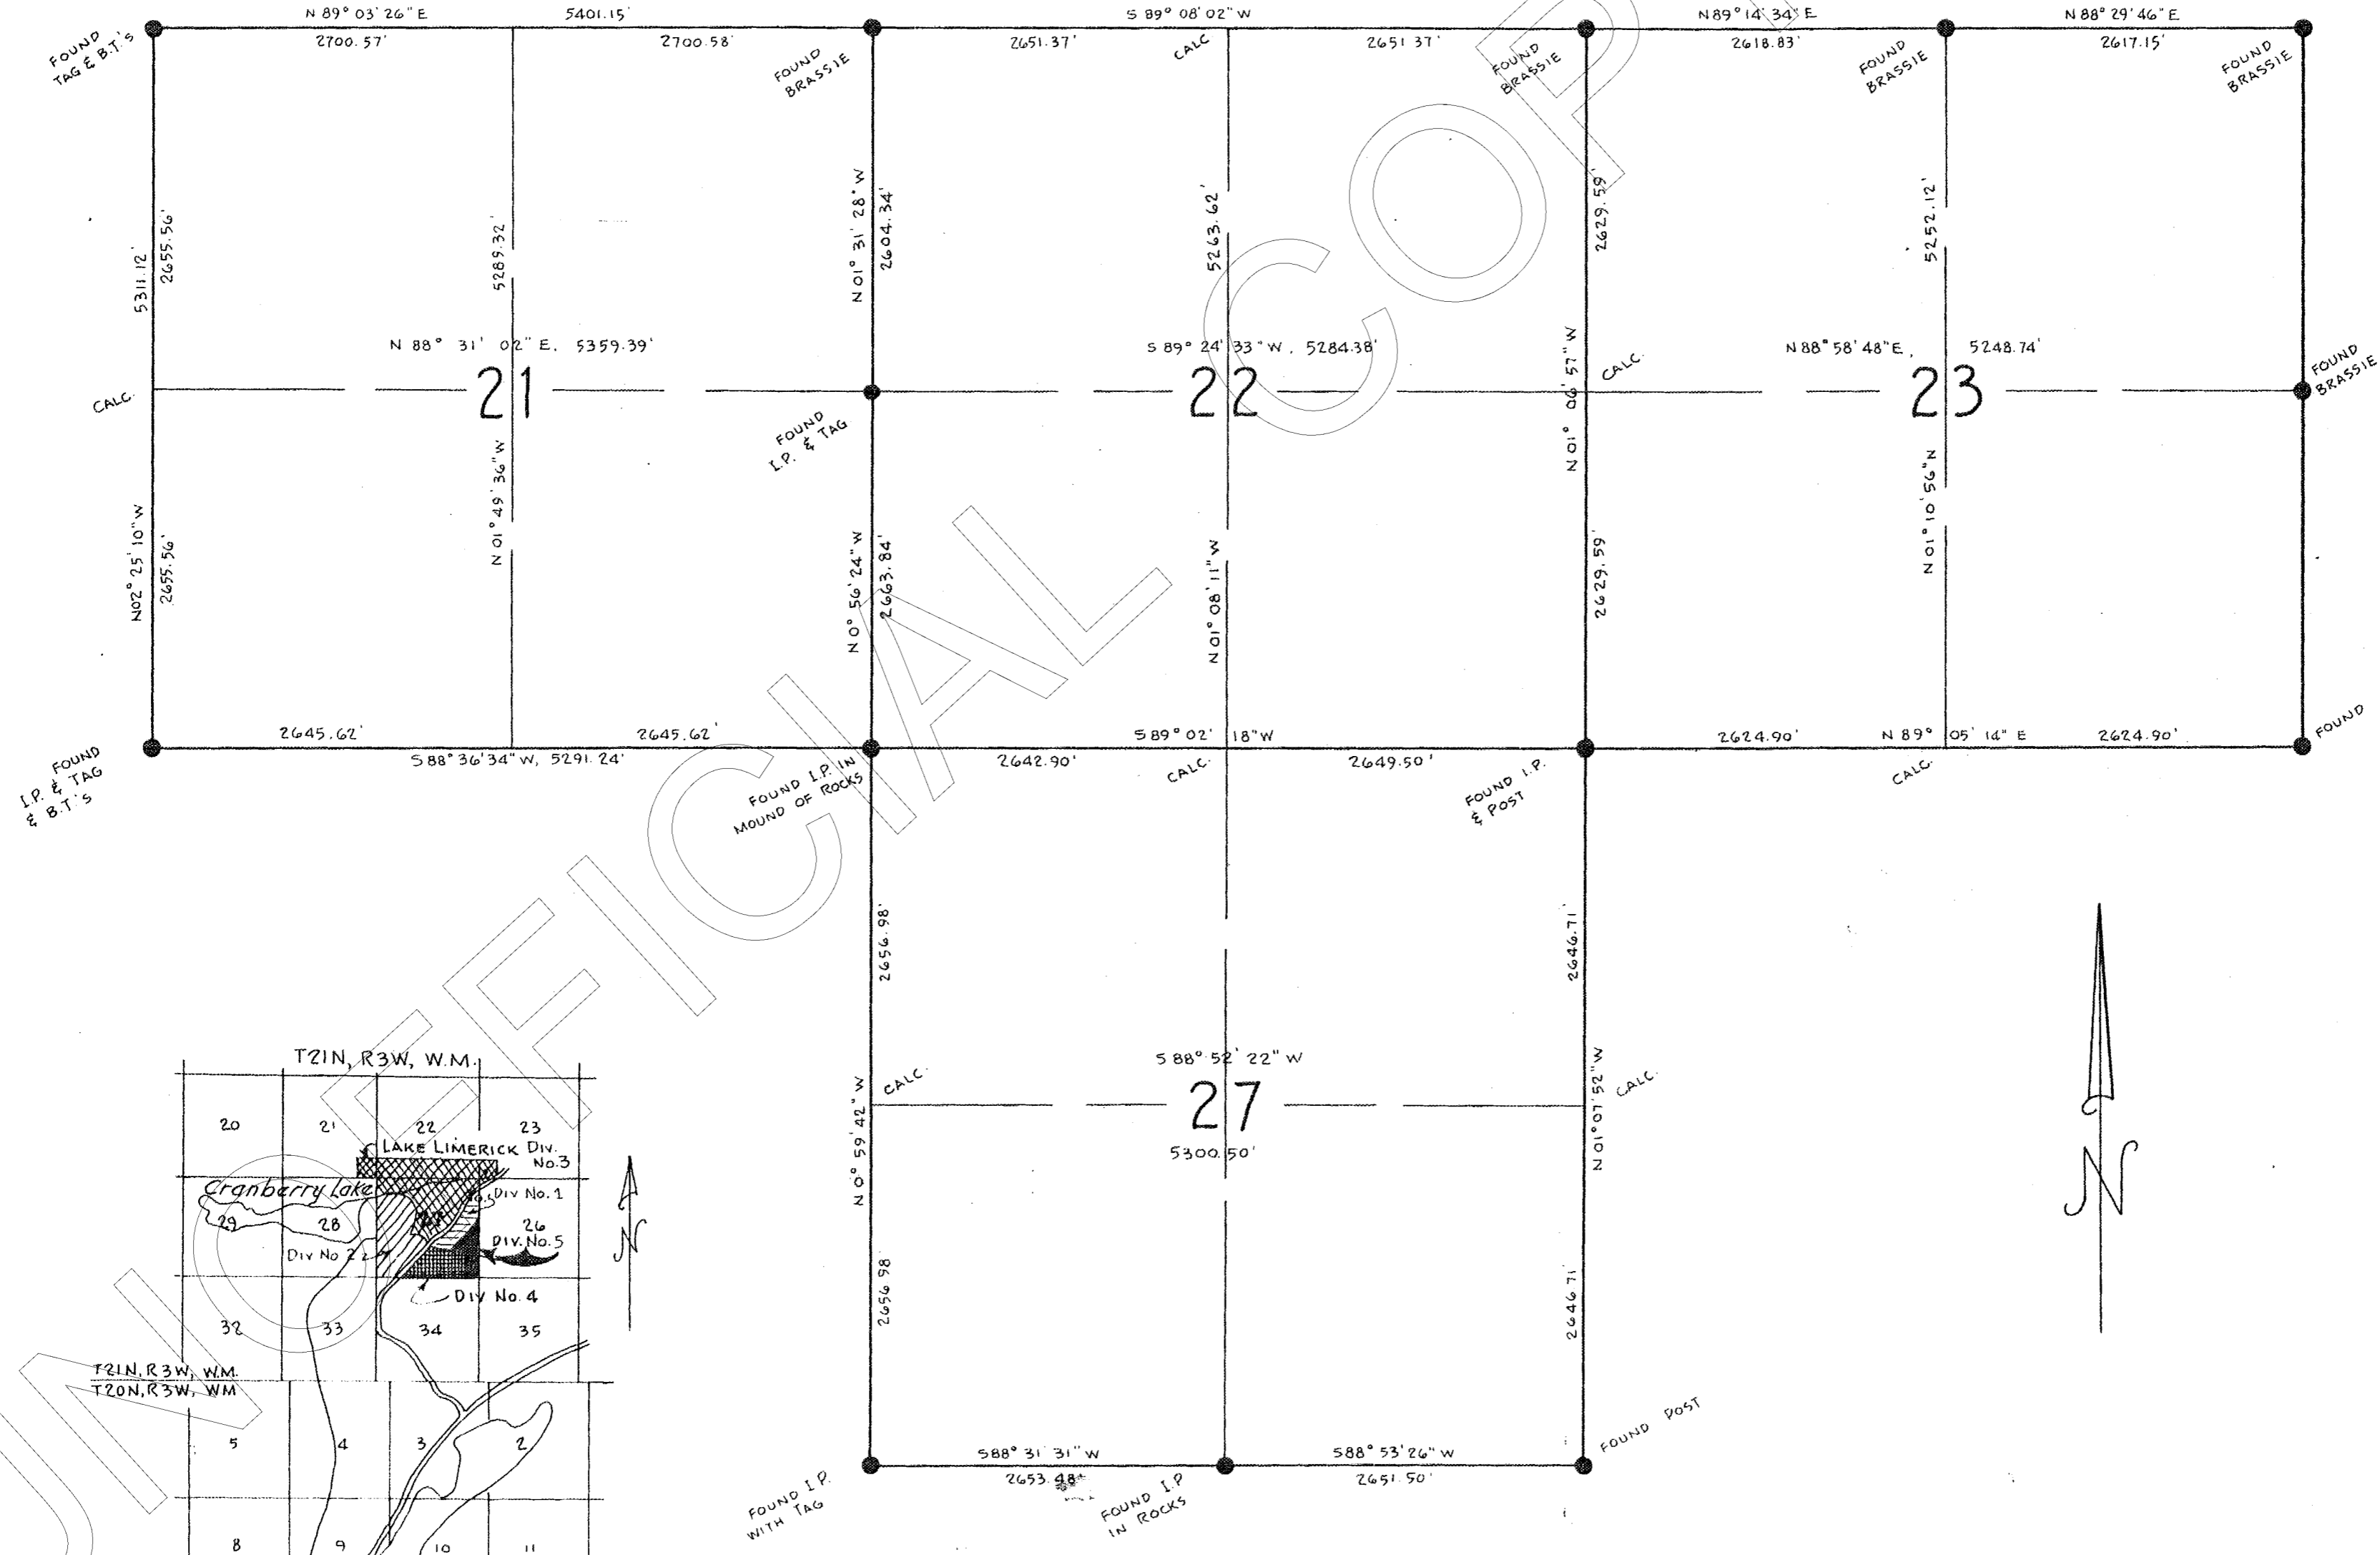 N 89° 03' 26" E 5401.15'
2700.57' 2700.58'
S 89° 08' 02" W
2651.37' 2651 37'
N89° 14' 34" E
2618.83'
N 88° 29' 46" E
2617.15'
FOUND
TAG & B.T.'s
FOUND
BRASSIE
CALC
FOUND
BRASSIE
FOUND
BRASSIE
FOUND
BRASSIE
5311.12'
2655.56'
5289.32'
N 01° 31' 28" W
2604.34'
5263.62'
2629.59'
5252.12'
N 88° 31' 02" E, 5359.39'
21
S 89° 24' 33" W, 5284.38'
22
N 88° 58' 48" E, 5248.74'
23
CALC.
FOUND
I.P. & TAG
CALC.
FOUND
BRASSIE
N02° 25' 10" W
2655.56'
N 01° 49' 36" W
N 0° 56' 24" W
2663.84'
N 01° 08' 11" W
N 01° 06' 57" W
2629.59'
N 01° 10' 56" N
2645.62' 2645.62'
S 88° 36' 34" W, 5291.24'
S 89° 02' 18" W
2642.90' 2649.50'
2624.90' N 89° 05' 14" E 2624.90'
FOUND
I.P. & TAG
& B.T.'s
FOUND I.P. IN
MOUND OF ROCKS
CALC.
FOUND I.P.
& POST
CALC.
FOUND
2656.98'
2646.71'
S 88° 52' 22" W
27
5300.50'
CALC.
CALC.
N 0° 59' 42" W
N 01° 07' 52" W
2656 98
2646 71'
S88° 31' 31" W
S88° 53' 26" W
2651.50'
FOUND I.P.
WITH TAG
FOUND I.P
IN ROCKS
FOUND POST
N
T21N, R3W, W.M.
20 21 22 23
LAKE LIMERICK DIV.
No.3
Cranberry Lake
Div No. 1
29 28 26
Div No 2
DIV. No. 5
DIV No. 4
32 33 34 35
N
T21N, R3W, W.M.
T20N, R3W, WM
5 4 3 2
8 9 10 11
UNOFFICIAL COP